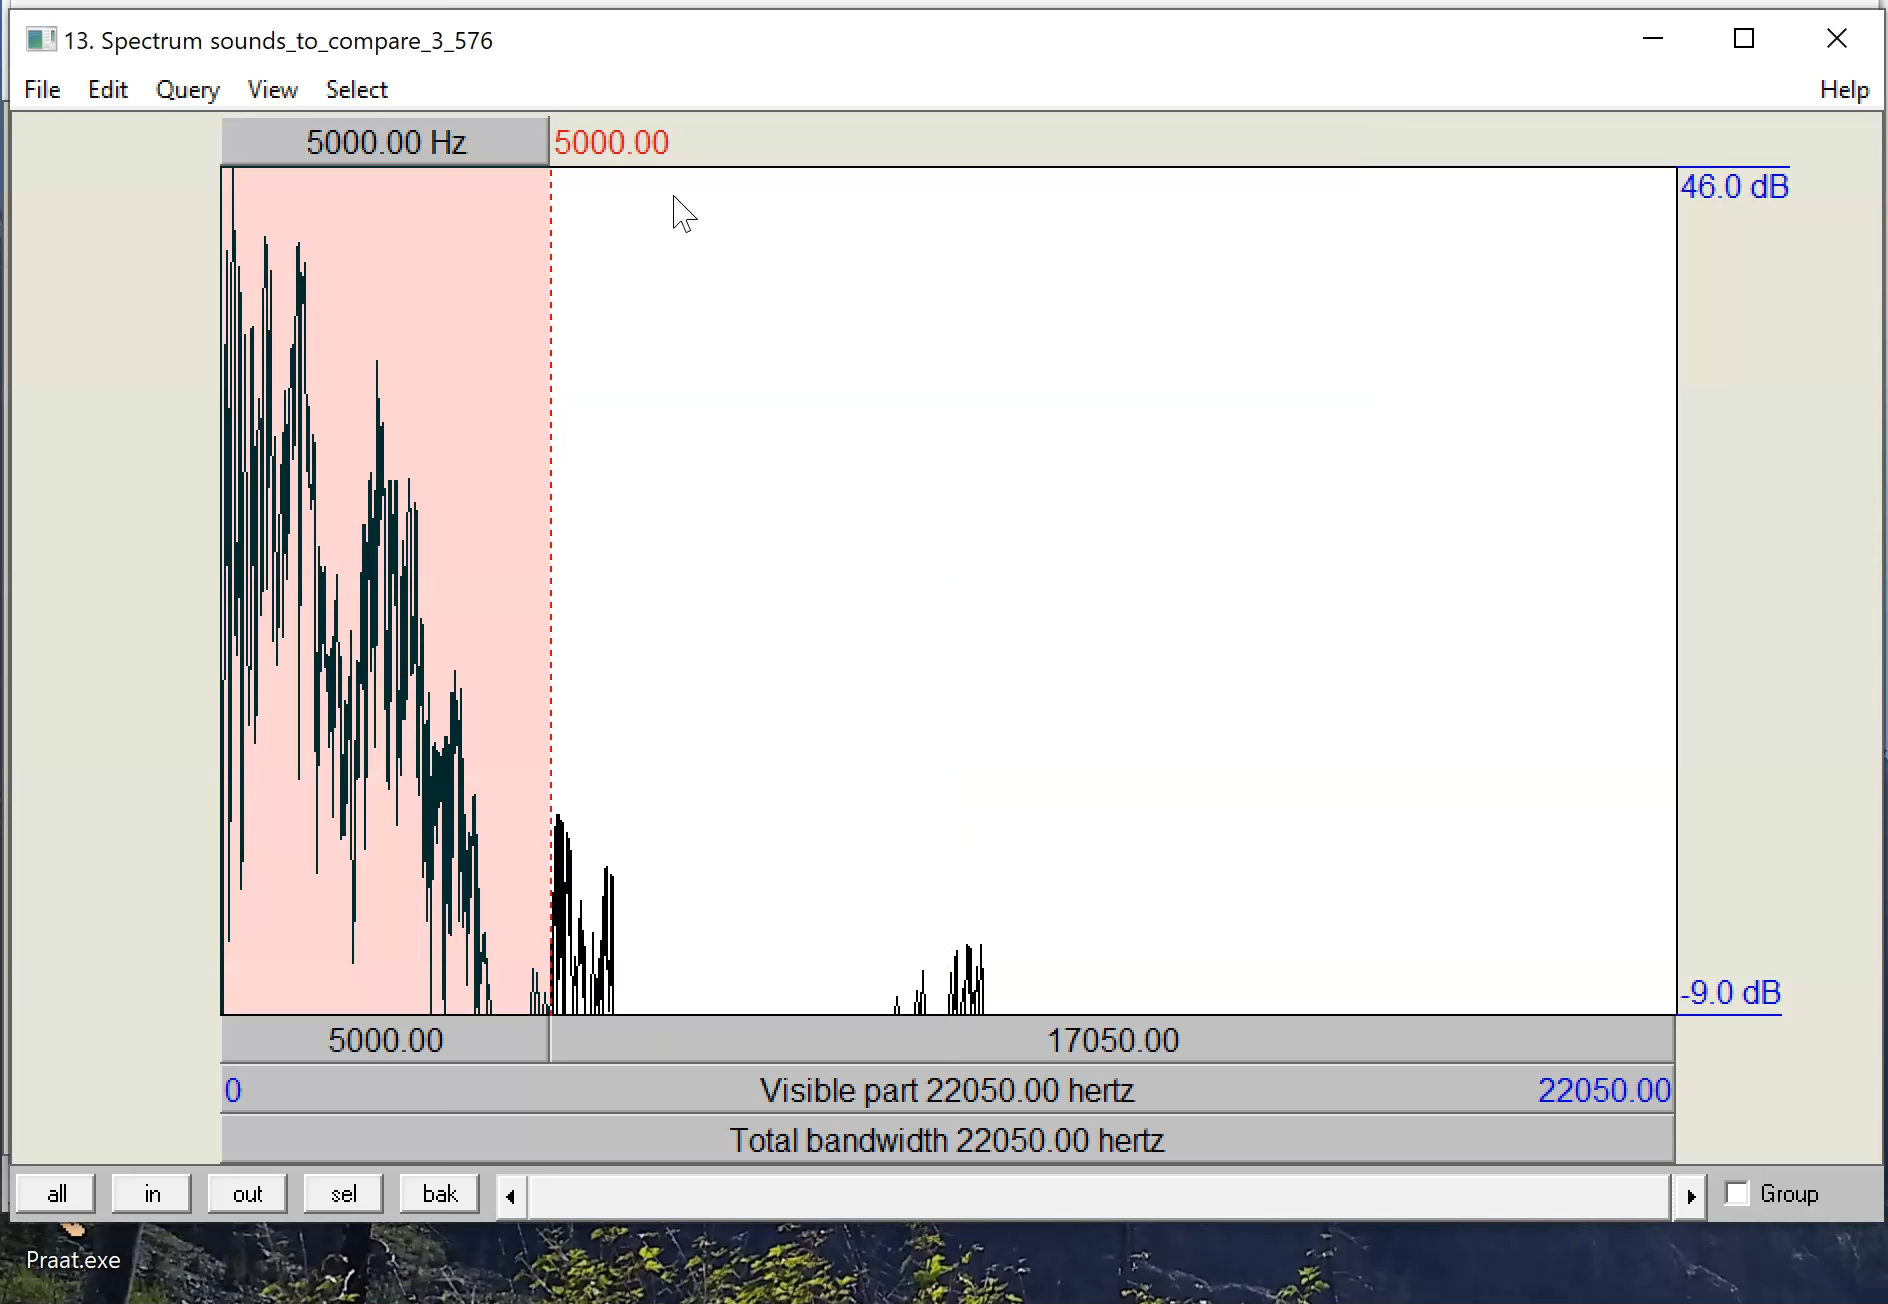 13. Spectrum sounds_to_compare_3_576
File Edit Query View Select Help
5000.00 Hz 5000.00
46.0 dB
-9.0 dB
5000.00 17050.00
0 Visible part 22050.00 hertz 22050.00
Total bandwidth 22050.00 hertz
all in out sel bak Group
Praat.exe